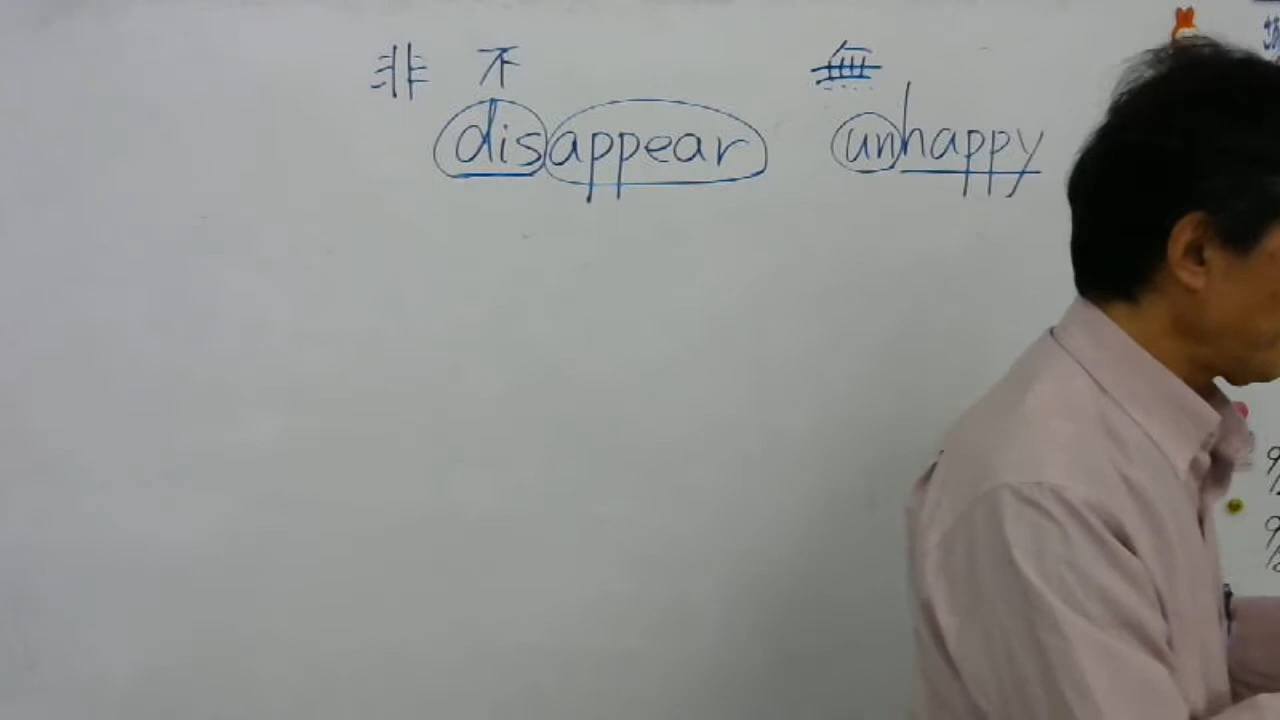 非 不 無
disappear unhappy